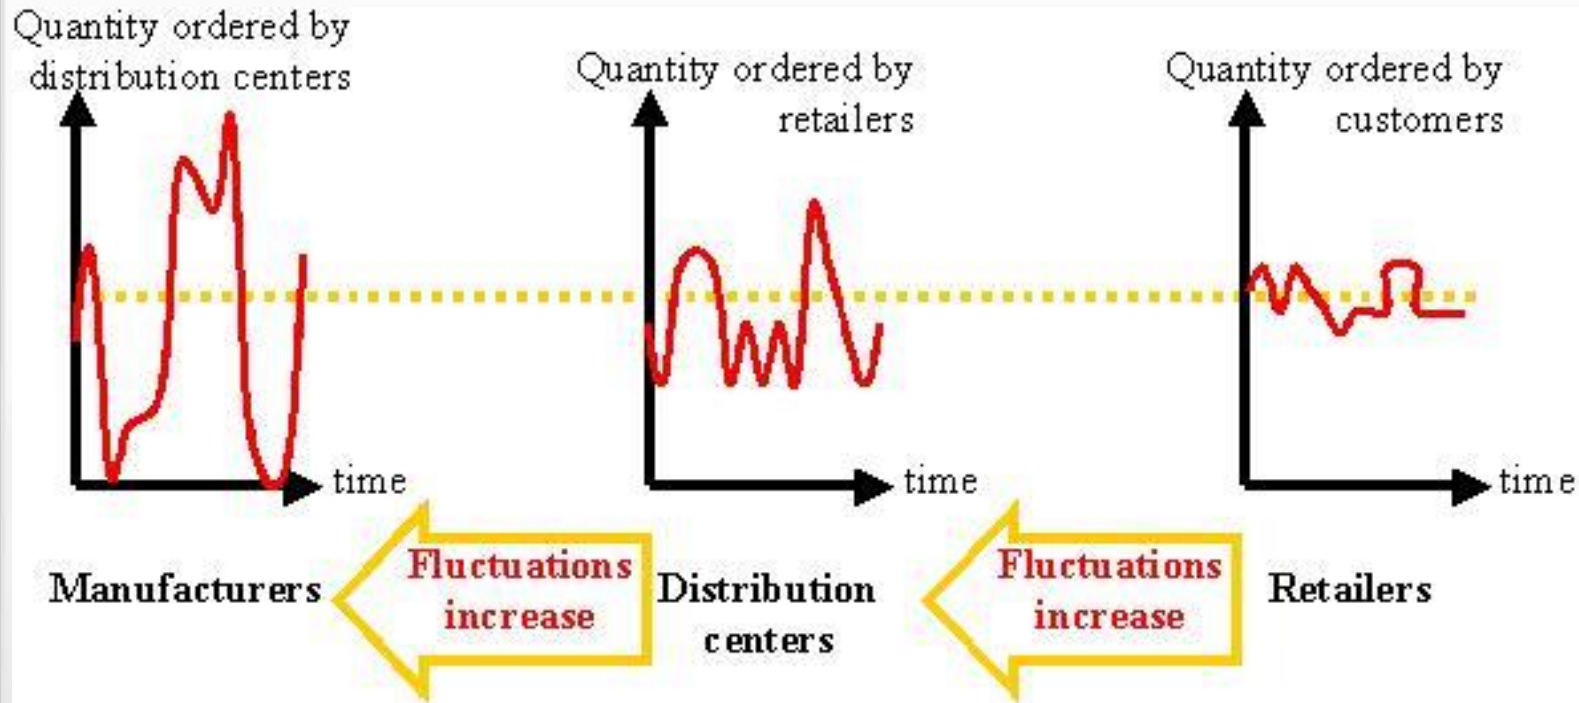 Quantity ordered by
distribution centers
Quantity ordered by
retailers
Quantity ordered by
customers
time
time
time
Manufacturers
Fluctuations
increase
Distribution
centers
Fluctuations
increase
Retailers